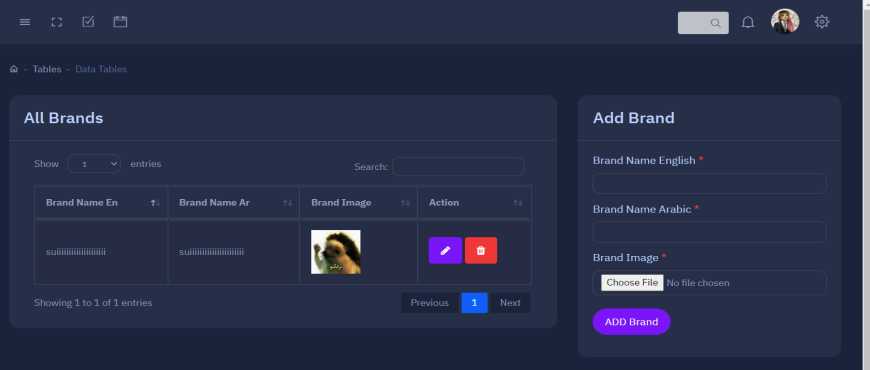 - Tables - Data Tables
All Brands
Show 1 entries
Search:
Brand Name En
Brand Name Ar
Brand Image
Action
suiiiiiiiiiiiiiiiiiiiii
suiiiiiiiiiiiiiiiiiiiii
Showing 1 to 1 of 1 entries
Previous 1 Next
Add Brand
Brand Name English *
Brand Name Arabic *
Brand Image *
Choose File No file chosen
ADD Brand